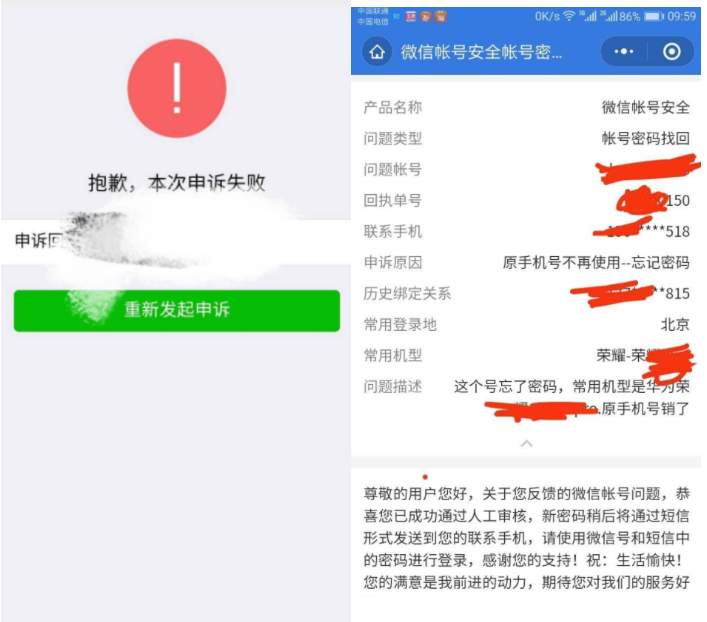 抱歉，本次申诉失败
申诉回
重新发起申诉
中国联通
中国电信
0K/s
86%
09:59
微信帐号安全帐号密...
产品名称 微信帐号安全
问题类型 帐号密码找回
问题帐号
回执单号 150
联系手机 ****518
申诉原因 原手机号不再使用--忘记密码
历史绑定关系 **815
常用登录地 北京
常用机型 荣耀-荣
问题描述 这个号忘了密码，常用机型是华为荣
.原手机号销了
尊敬的用户您好，关于您反馈的微信帐号问题，恭
喜您已成功通过人工审核，新密码稍后将通过短信
形式发送到您的联系手机，请使用微信号和短信中
的密码进行登录，感谢您的支持！祝：生活愉快！
您的满意是我前进的动力，期待您对我们的服务好